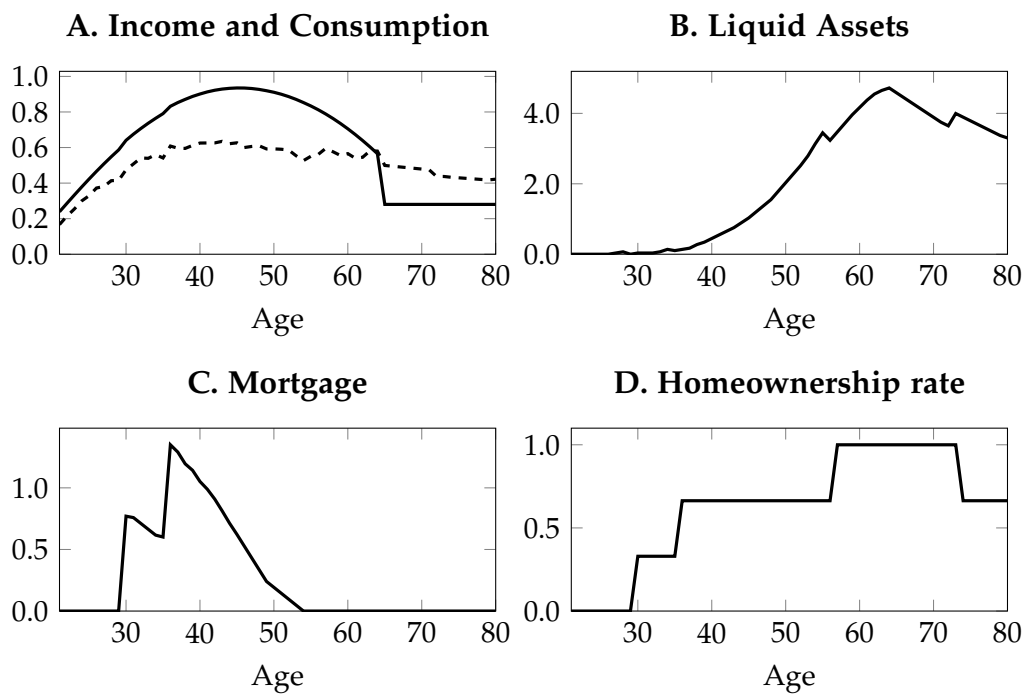 A. Income and Consumption
1.0
0.8
0.6
0.4
0.2
0.0
30 40 50 60 70 80
Age
B. Liquid Assets
4.0
2.0
0.0
30 40 50 60 70 80
Age
C. Mortgage
1.0
0.5
0.0
30 40 50 60 70 80
Age
D. Homeownership rate
1.0
0.5
0.0
30 40 50 60 70 80
Age